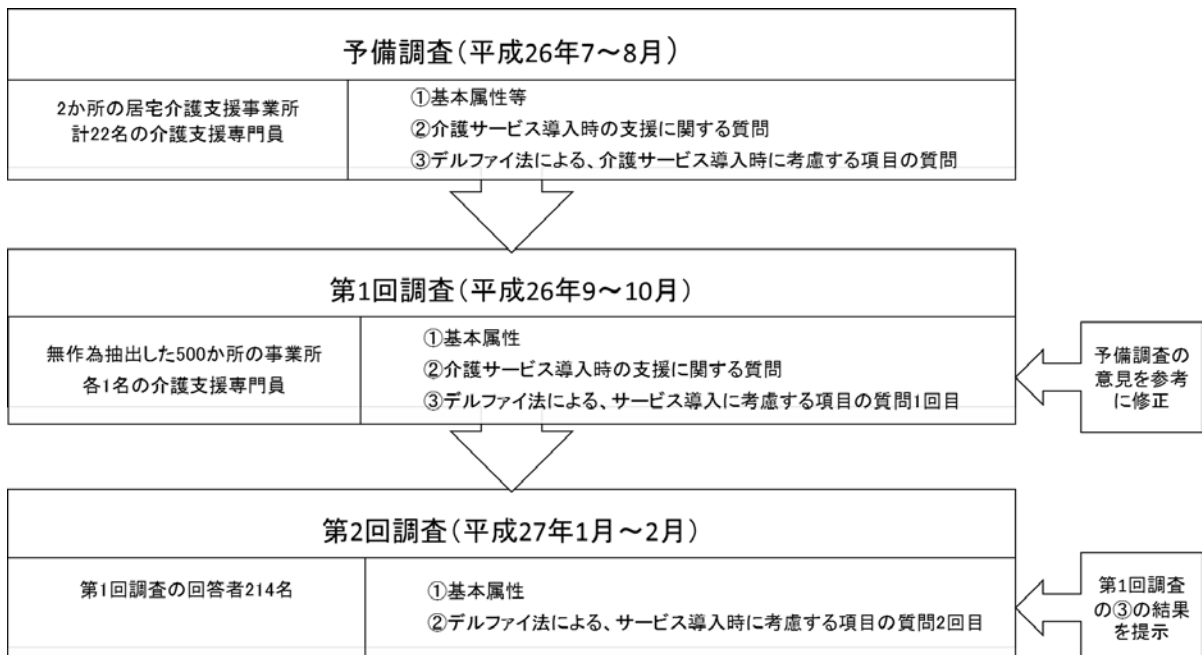 予備調査(平成26年7～8月)
2か所の居宅介護支援事業所
計22名の介護支援専門員
①基本属性等
②介護サービス導入時の支援に関する質問
③デルファイ法による、介護サービス導入時に考慮する項目の質問
第1回調査(平成26年9～10月)
無作為抽出した500か所の事業所
各1名の介護支援専門員
①基本属性
②介護サービス導入時の支援に関する質問
③デルファイ法による、サービス導入に考慮する項目の質問1回目
予備調査の
意見を参考
に修正
第2回調査(平成27年1月～2月)
第1回調査の回答者214名
①基本属性
②デルファイ法による、サービス導入時に考慮する項目の質問2回目
第1回調査
の③の結果
を提示